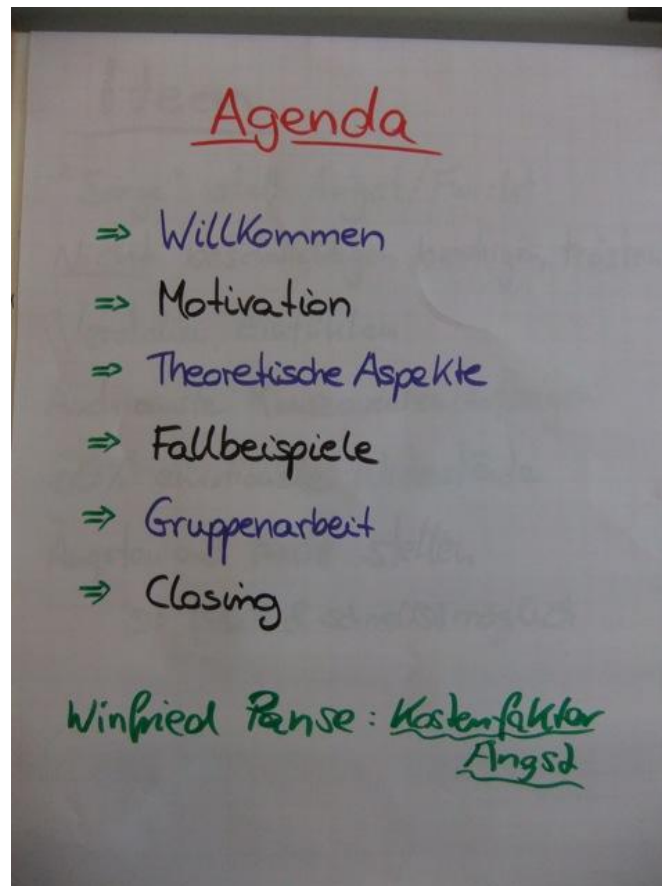 Agenda
⇒ Willkommen
⇒ Motivation
⇒ Theoretische Aspekte
⇒ Fallbeispiele
⇒ Gruppenarbeit
⇒ Closing
Winfried Panse: Kostenfaktor
Angst